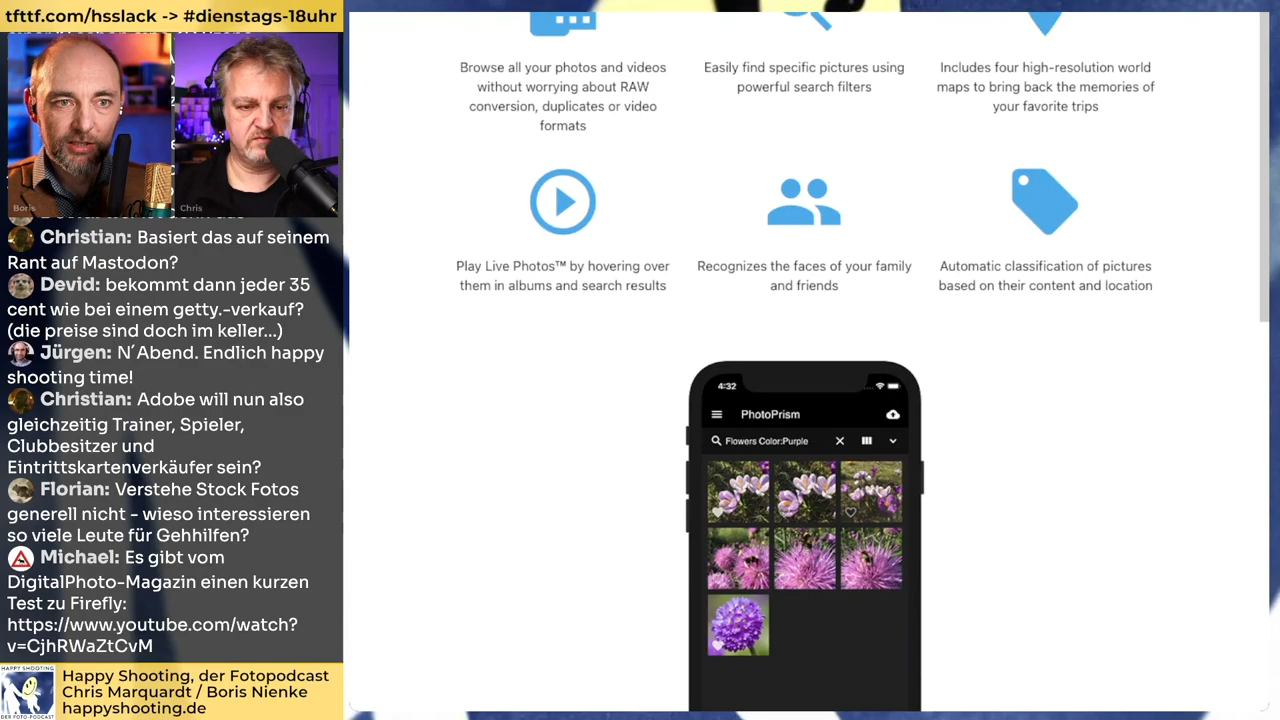 tfttf.com/hsslack -> #dienstags-18uhr
Boris
Chris
Christian: Basiert das auf seinem
Rant auf Mastodon?
Devid: bekommt dann jeder 35
cent wie bei einem getty.-verkauf?
(die preise sind doch im keller...)
Jürgen: N´Abend. Endlich happy
shooting time!
Christian: Adobe will nun also
gleichzeitig Trainer, Spieler,
Clubbesitzer und
Eintrittskartenverkäufer sein?
Florian: Verstehe Stock Fotos
generell nicht - wieso interessieren
so viele Leute für Gehhilfen?
Michael: Es gibt vom
DigitalPhoto-Magazin einen kurzen
Test zu Firefly:
https://www.youtube.com/watch?
v=CjhRWaZtCvM
HAPPY SHOOTING
DER FOTO-PODCAST
Happy Shooting, der Fotopodcast
Chris Marquardt / Boris Nienke
happyshooting.de
Browse all your photos and videos
without worrying about RAW
conversion, duplicates or video
formats
Easily find specific pictures using
powerful search filters
Includes four high-resolution world
maps to bring back the memories of
your favorite trips
Play Live Photos™ by hovering over
them in albums and search results
Recognizes the faces of your family
and friends
Automatic classification of pictures
based on their content and location
4:32
PhotoPrism
Flowers Color:Purple